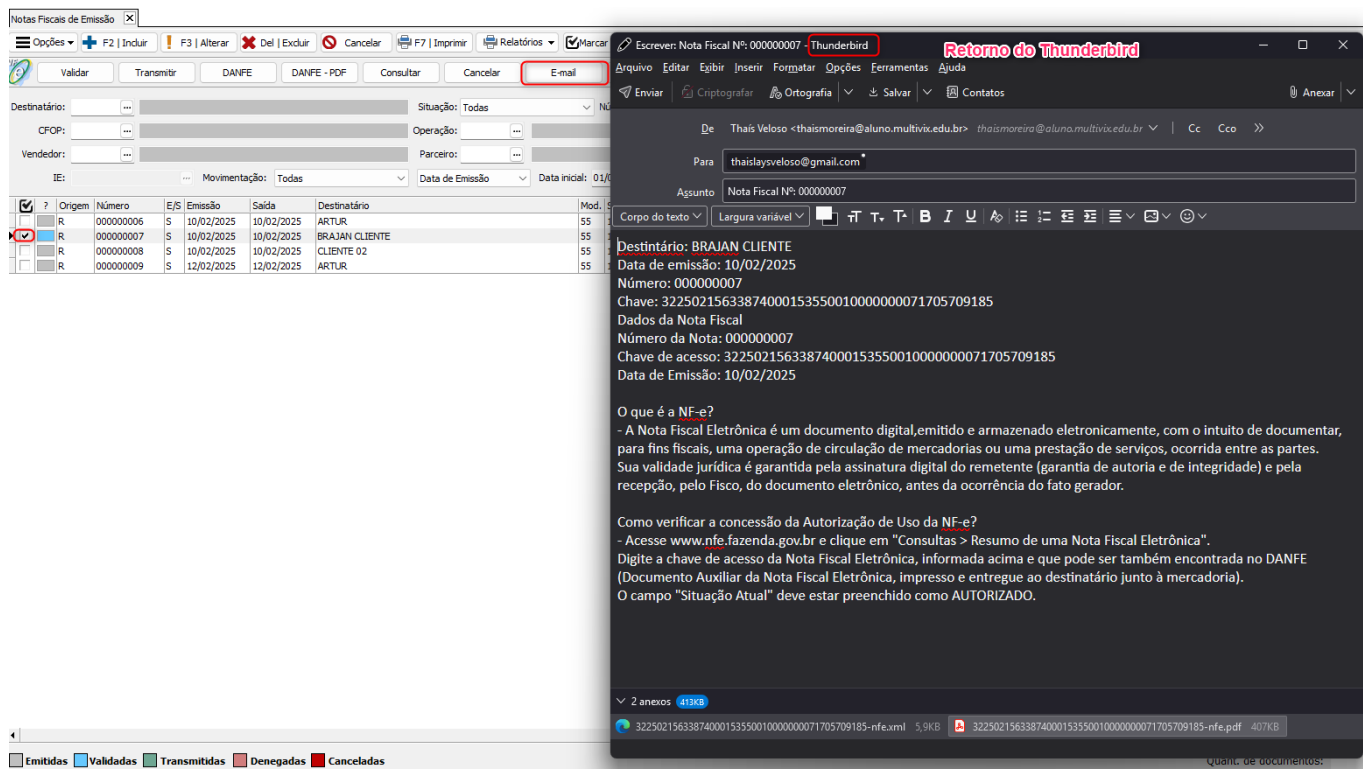 Notas Fiscais de Emissão
Opções F2 | Incluir F3 | Alterar Del | Excluir Cancelar F7 | Imprimir Relatórios Marcar
Validar Transmitir DANFE DANFE - PDF Consultar Cancelar E-mail
Destinatário: ... Situação: Todas
CFOP: ... Operação: ...
Vendedor: ... Parceiro: ...
IE: ... Movimentação: Todas Data de Emissão Data inicial: 01/0
? Origem Número E/S Emissão Saída Destinatário Mod.
R 000000006 S 10/02/2025 10/02/2025 ARTUR 55
R 000000007 S 10/02/2025 10/02/2025 BRAJAN CLIENTE 55
R 000000008 S 10/02/2025 10/02/2025 CLIENTE 02 55
R 000000009 S 12/02/2025 12/02/2025 ARTUR 55
Emitidas Validadas Transmitidas Denegadas Canceladas
Quant. de documentos:
Escrever: Nota Fiscal Nº: 000000007 - Thunderbird
Retorno do Thunderbird
Arquivo Editar Exibir Inserir Formatar Opções Ferramentas Ajuda
Enviar Criptografar Ortografia Salvar Contatos Anexar
De Thaís Veloso <thaismoreira@aluno.multivix.edu.br> thaismoreira@aluno.multivix.edu.br Cc Cco
Para thaislaysveloso@gmail.com
Assunto Nota Fiscal Nº: 000000007
Corpo do texto Largura variável
Destintário: BRAJAN CLIENTE
Data de emissão: 10/02/2025
Número: 000000007
Chave: 32250215633874000153550010000000071705709185
Dados da Nota Fiscal
Número da Nota: 000000007
Chave de acesso: 32250215633874000153550010000000071705709185
Data de Emissão: 10/02/2025
O que é a NF-e?
- A Nota Fiscal Eletrônica é um documento digital,emitido e armazenado eletronicamente, com o intuito de documentar,
para fins fiscais, uma operação de circulação de mercadorias ou uma prestação de serviços, ocorrida entre as partes.
Sua validade jurídica é garantida pela assinatura digital do remetente (garantia de autoria e de integridade) e pela
recepção, pelo Fisco, do documento eletrônico, antes da ocorrência do fato gerador.
Como verificar a concessão da Autorização de Uso da NF-e?
- Acesse www.nfe.fazenda.gov.br e clique em "Consultas > Resumo de uma Nota Fiscal Eletrônica".
Digite a chave de acesso da Nota Fiscal Eletrônica, informada acima e que pode ser também encontrada no DANFE
(Documento Auxiliar da Nota Fiscal Eletrônica, impresso e entregue ao destinatário junto à mercadoria).
O campo "Situação Atual" deve estar preenchido como AUTORIZADO.
2 anexos 413KB
32250215633874000153550010000000071705709185-nfe.xml 5,9KB 32250215633874000153550010000000071705709185-nfe.pdf 407KB